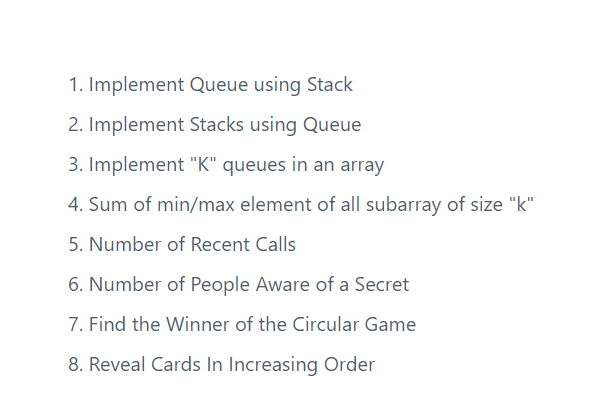 1. Implement Queue using Stack
2. Implement Stacks using Queue
3. Implement "K" queues in an array
4. Sum of min/max element of all subarray of size "k"
5. Number of Recent Calls
6. Number of People Aware of a Secret
7. Find the Winner of the Circular Game
8. Reveal Cards In Increasing Order